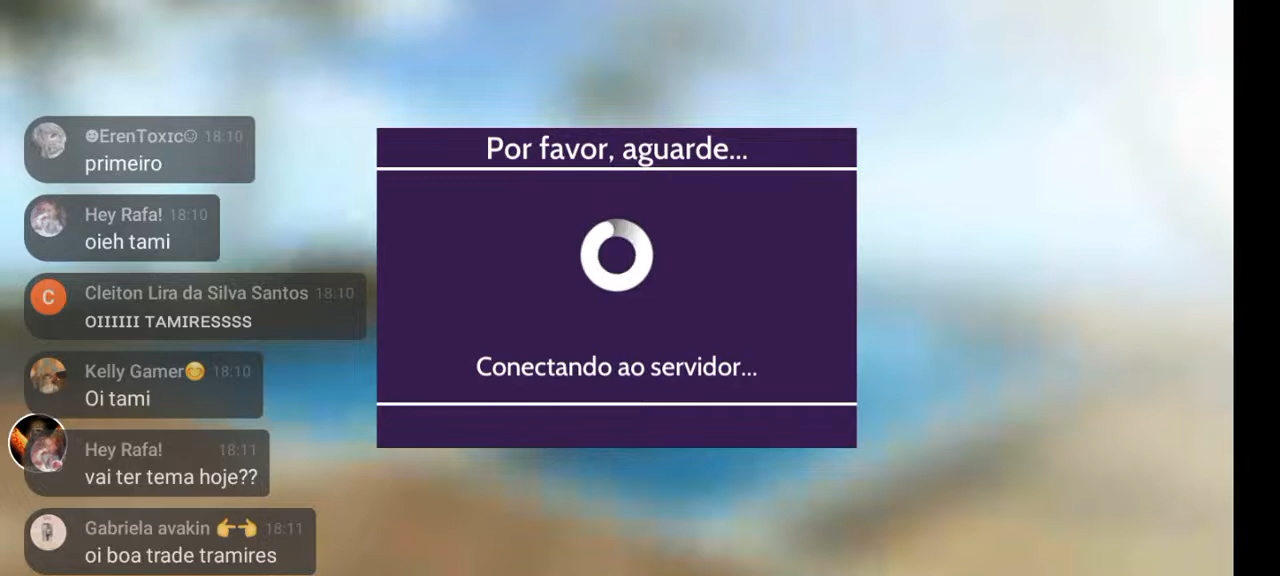 ☻ErenToxɪc☺ 18:10
primeiro
Hey Rafa! 18:10
oieh tami
C
Cleiton Lira da Silva Santos 18:10
OIIIIII TAMIRESSSS
Kelly Gamer😊 18:10
Oi tami
Hey Rafa! 18:11
vai ter tema hoje??
Gabriela avakin 👉👈 18:11
oi boa trade tramires
Por favor, aguarde...
Conectando ao servidor...